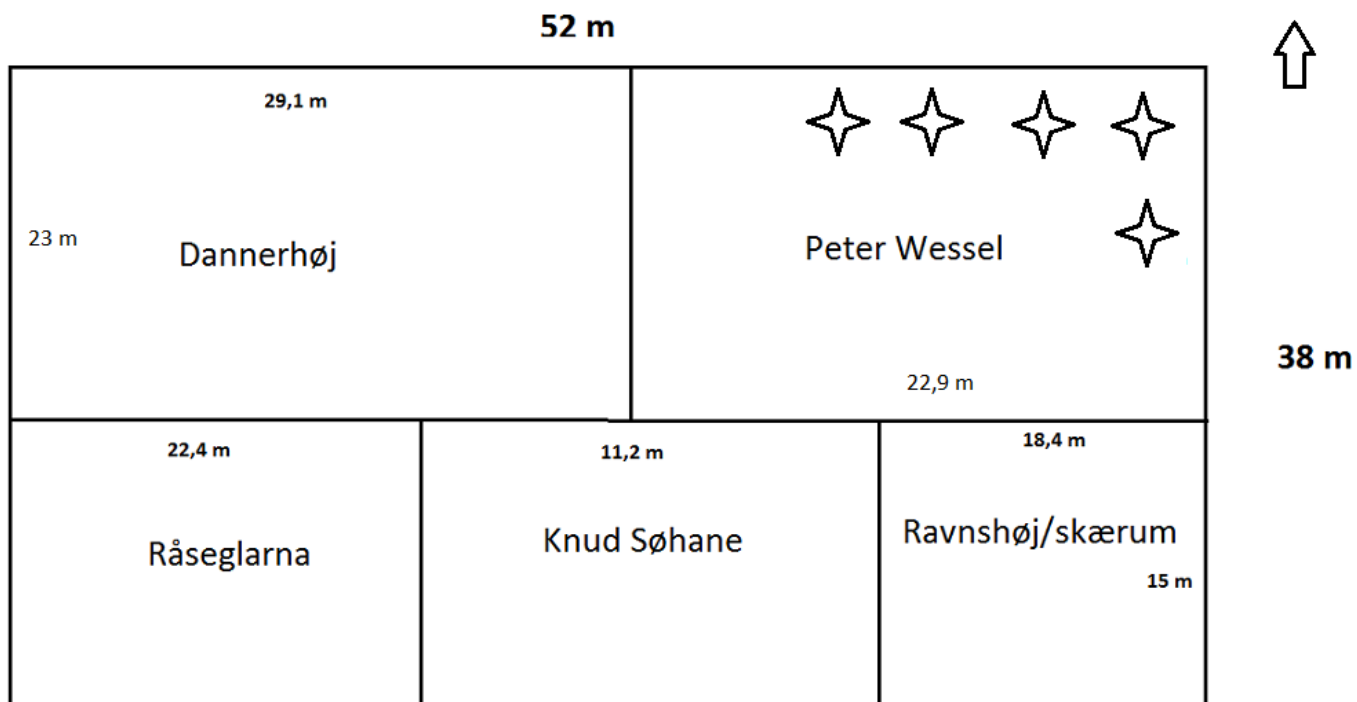 52 m
29,1 m
23 m
Dannerhøj
Peter Wessel
22,9 m
38 m
22,4 m
11,2 m
18,4 m
Råseglarna
Knud Søhane
Ravnshøj/skærum
15 m